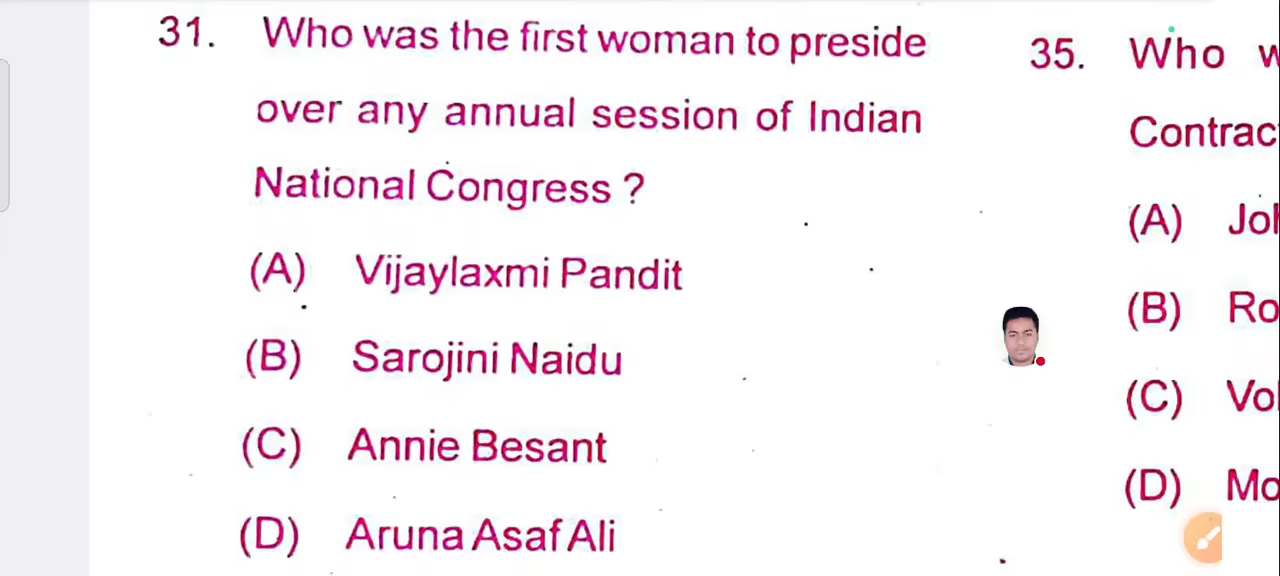 31. Who was the first woman to preside
over any annual session of Indian
National Congress ?
(A) Vijaylaxmi Pandit
(B) Sarojini Naidu
(C) Annie Besant
(D) Aruna Asaf Ali
35. Who
(A)
(B)
(C)
(D)